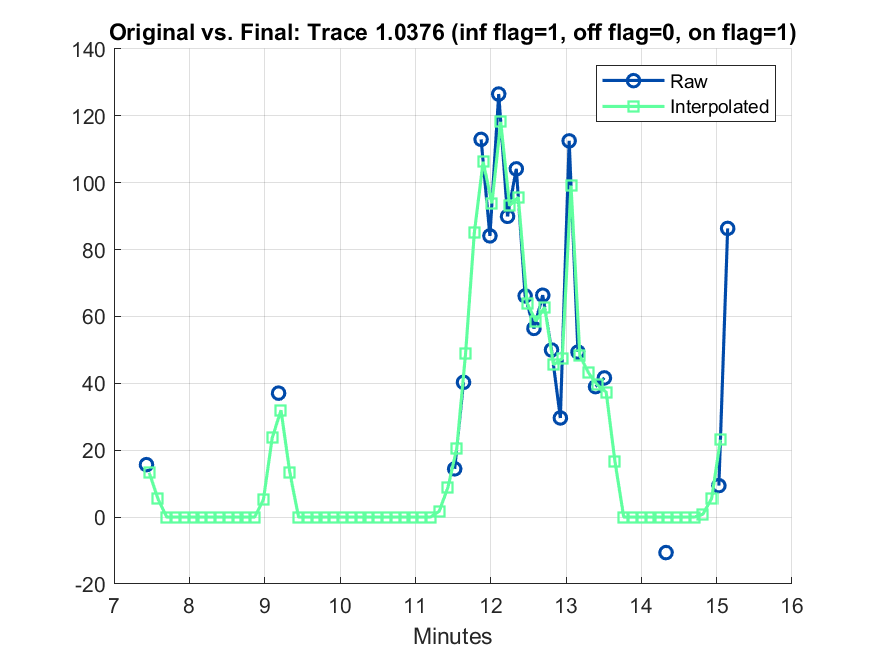 Original vs. Final: Trace 1.0376 (inf flag=1, off flag=0, on flag=1)
140
120
100
80
60
40
20
0
-20
Raw
Interpolated
7 8 9 10 11 12 13 14 15 16
Minutes